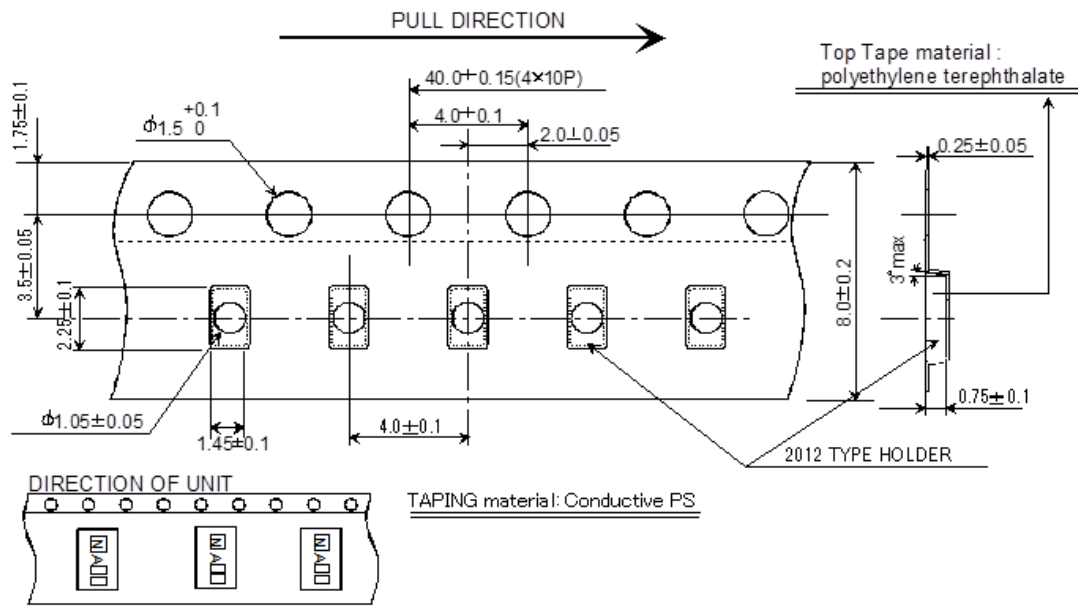 PULL DIRECTION
Top Tape material :
polyethylene terephthalate
40.0±0.15(4×10P)
4.0±0.1
2.0±0.05
1.75±0.1
ϕ1.5 +0.1 0
0.25±0.05
3.5±0.05
3°max
8.0±0.2
2.25±0.1
ϕ1.05±0.05
1.45±0.1
4.0±0.1
0.75±0.1
2012 TYPE HOLDER
DIRECTION OF UNIT
TAPING material: Conductive PS
NA□□
NA□□
NA□□